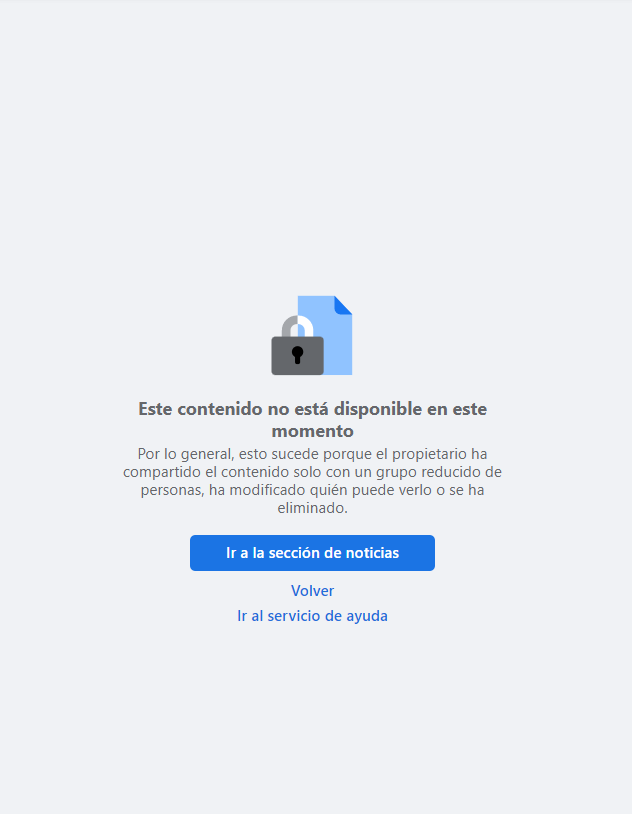 Este contenido no está disponible en este
momento
Por lo general, esto sucede porque el propietario ha
compartido el contenido solo con un grupo reducido de
personas, ha modificado quién puede verlo o se ha
eliminado.
Ir a la sección de noticias
Volver
Ir al servicio de ayuda